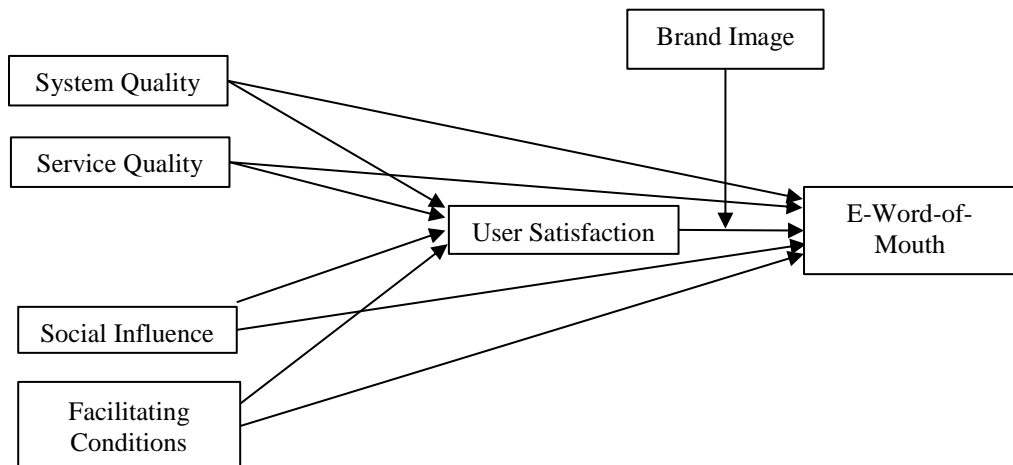 Brand Image
System Quality
Service Quality
User Satisfaction
E-Word-of-
Mouth
Social Influence
Facilitating
Conditions